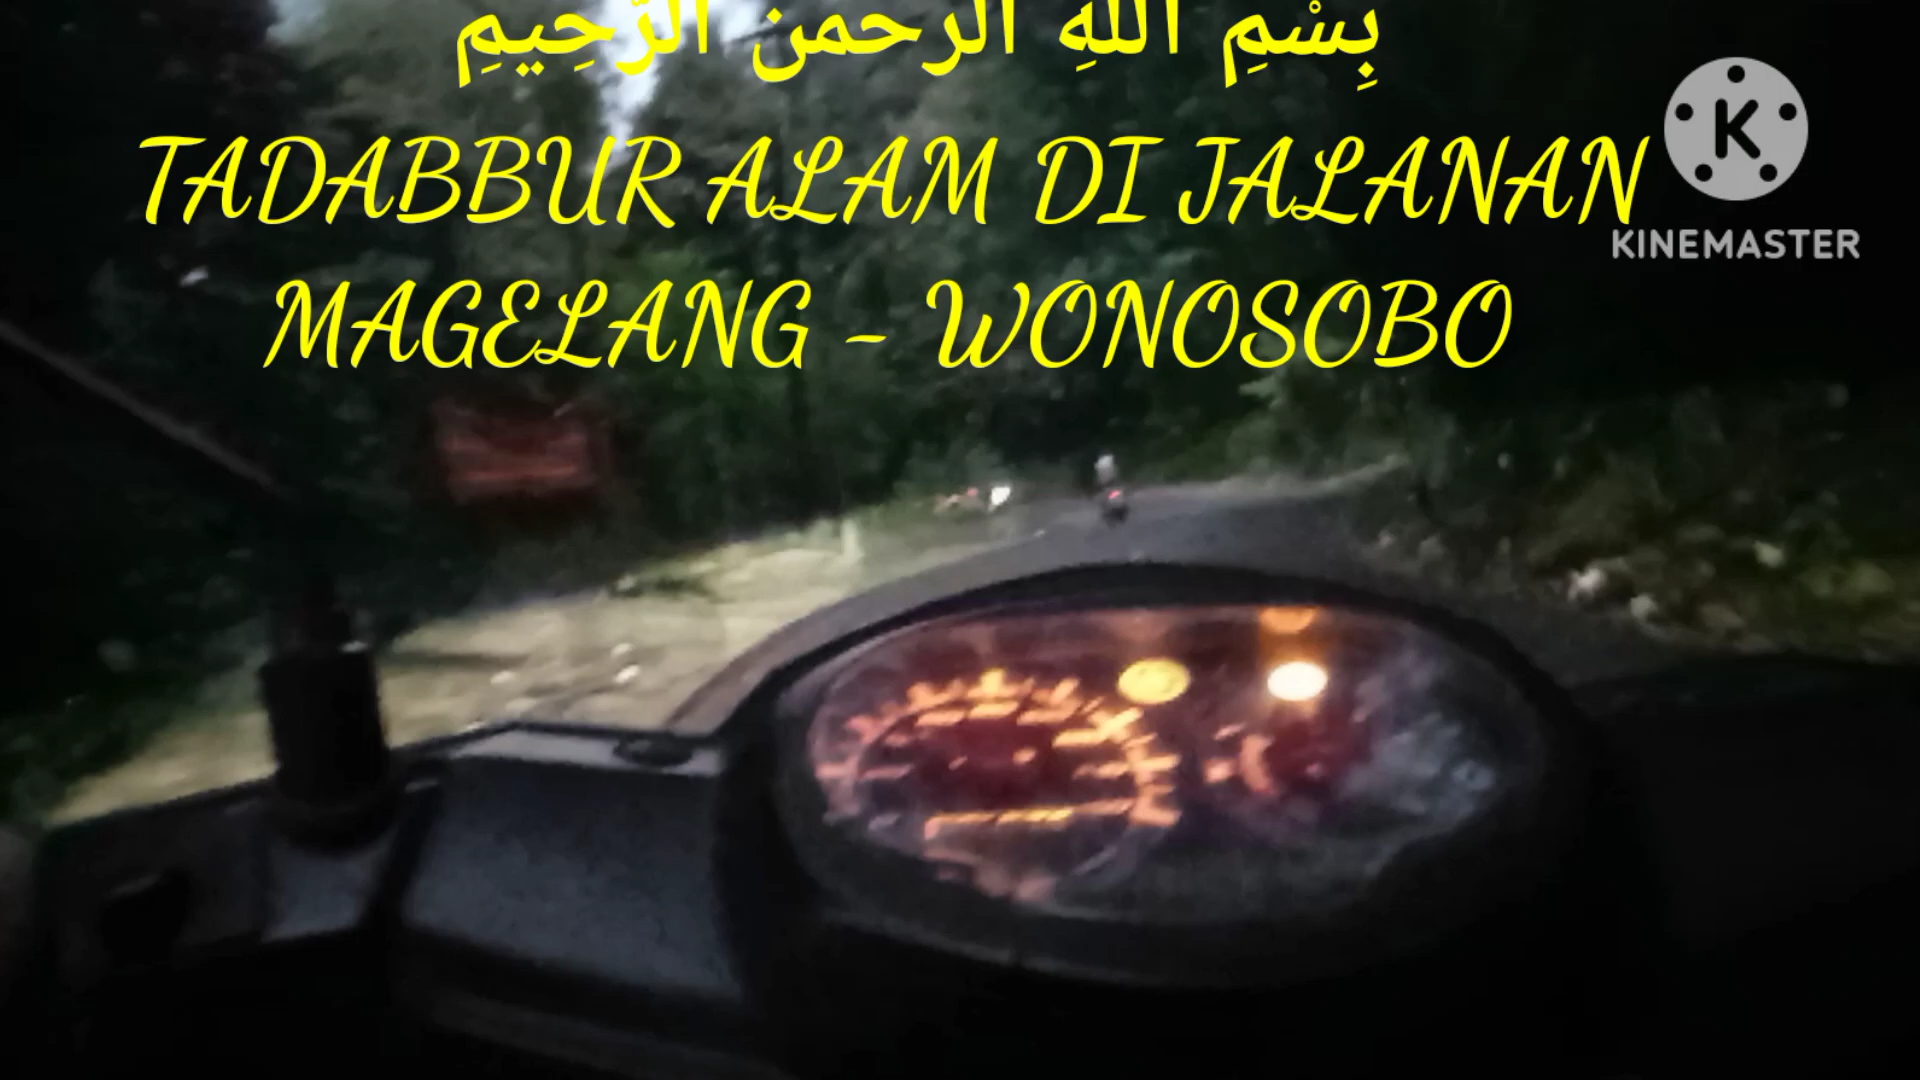 بِسْمِ اللهِ الرحمن الرَّحِيمِ
TADABBUR ALAM DI JALANAN
MAGELANG - WONOSOBO
K
KINEMASTER